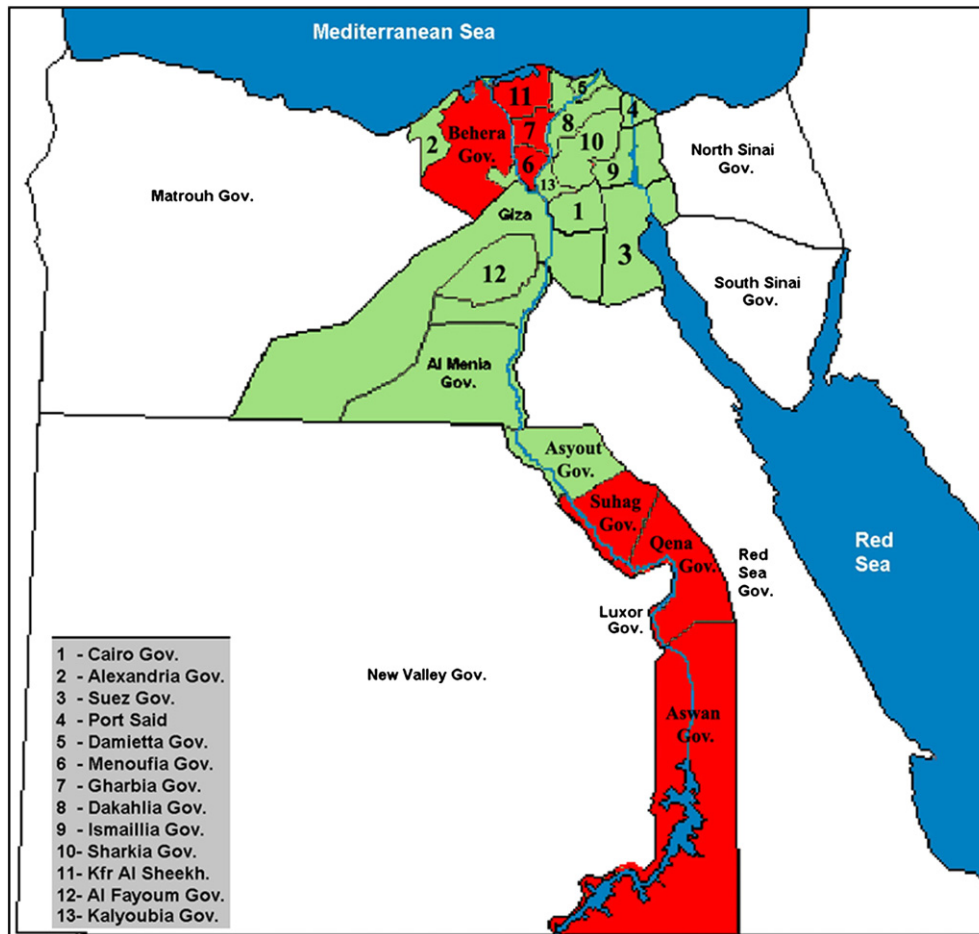 Mediterranean Sea
11
5
4
2
Behera
Gov.
7
8
10
6
9
13
North Sinai
Gov.
Matrouh Gov.
Giza
1
3
12
South Sinai
Gov.
Al Menia
Gov.
Asyout
Gov.
Suhag
Gov.
Qena
Gov.
Red
Sea
Gov.
Red
Sea
Luxor
Gov.
New Valley Gov.
Aswan
Gov.
1 - Cairo Gov.
2 - Alexandria Gov.
3 - Suez Gov.
4 - Port Said
5 - Damietta Gov.
6 - Menoufia Gov.
7 - Gharbia Gov.
8 - Dakahlia Gov.
9 - Ismaillia Gov.
10- Sharkia Gov.
11- Kfr Al Sheekh.
12- Al Fayoum Gov.
13- Kalyoubia Gov.